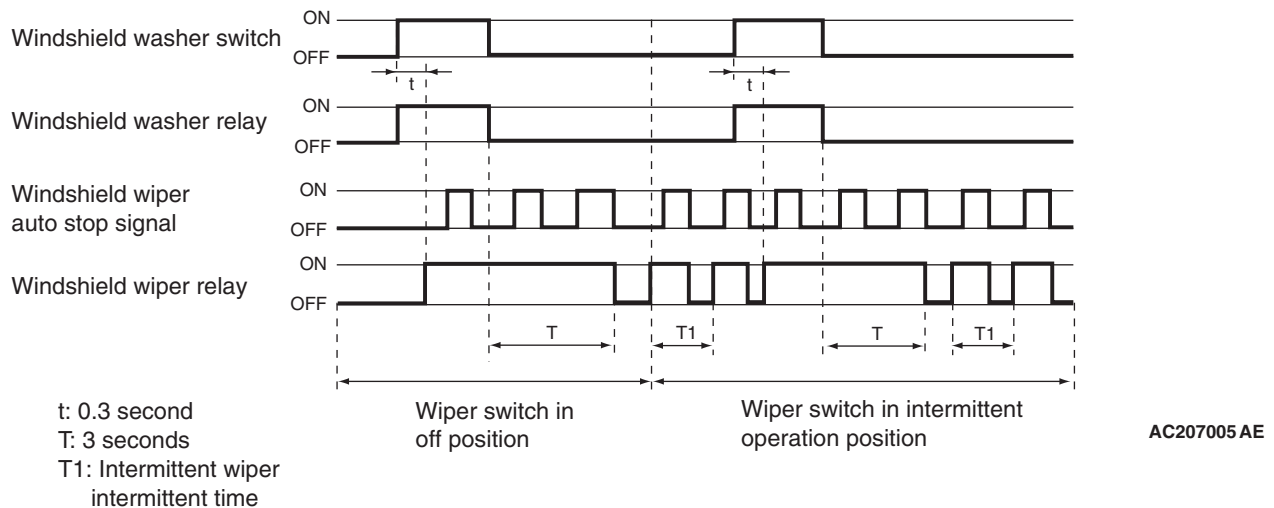 ON
Windshield washer switch
OFF
t
t
ON
Windshield washer relay
OFF
ON
Windshield wiper
auto stop signal
OFF
ON
Windshield wiper relay
OFF
T
T1
T
T1
t: 0.3 second
T: 3 seconds
T1: Intermittent wiper
intermittent time
Wiper switch in
off position
Wiper switch in intermittent
operation position
AC207005AE